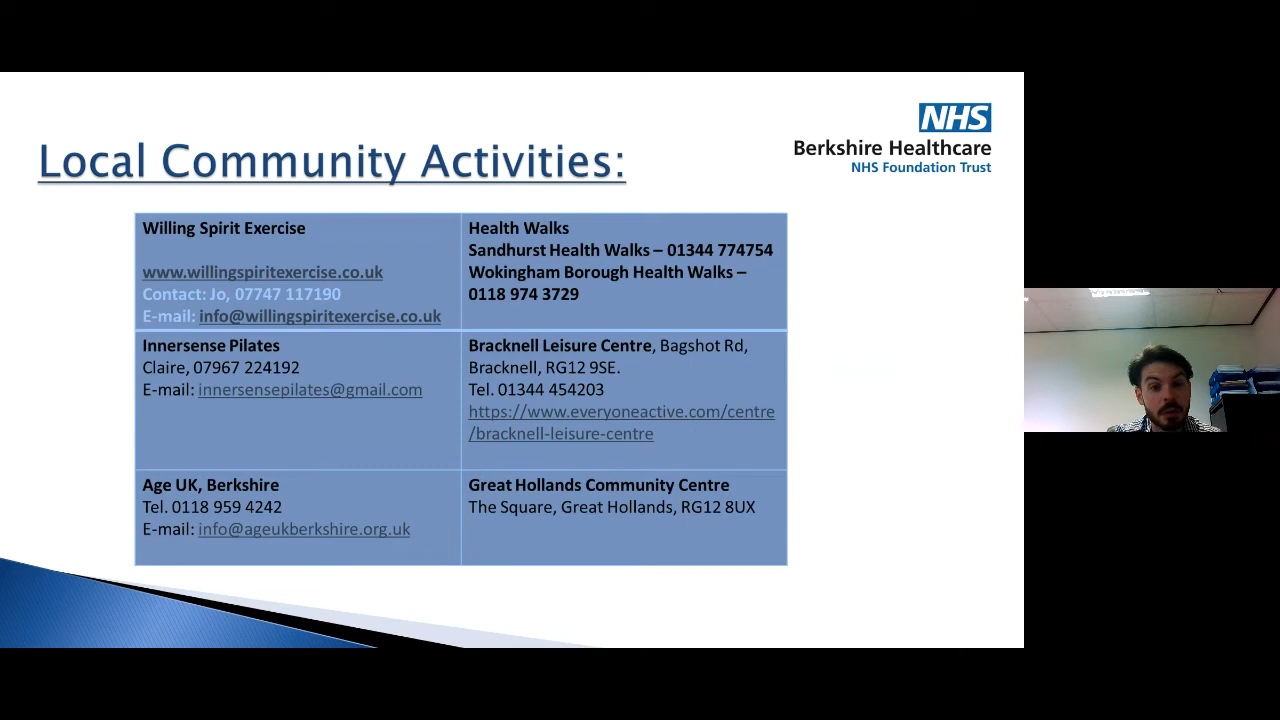 NHS
Berkshire Healthcare
NHS Foundation Trust
Local Community Activities:
Willing Spirit Exercise
www.willingspiritexercise.co.uk
Contact: Jo, 07747 117190
E-mail: info@willingspiritexercise.co.uk
Health Walks
Sandhurst Health Walks – 01344 774754
Wokingham Borough Health Walks –
0118 974 3729
Innersense Pilates
Claire, 07967 224192
E-mail: innersensepilates@gmail.com
Bracknell Leisure Centre, Bagshot Rd,
Bracknell, RG12 9SE.
Tel. 01344 454203
https://www.everyoneactive.com/centre
/bracknell-leisure-centre
Age UK, Berkshire
Tel. 0118 959 4242
E-mail: info@ageukberkshire.org.uk
Great Hollands Community Centre
The Square, Great Hollands, RG12 8UX